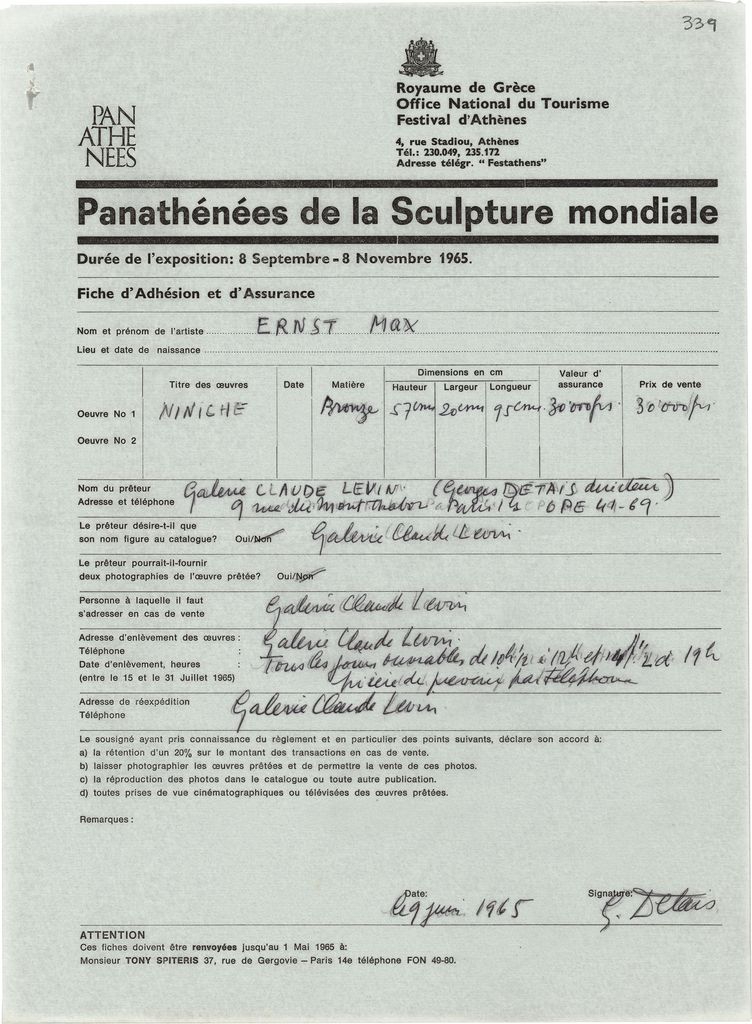 339
PAN
ATHE
NEES
Royaume de Grèce
Office National du Tourisme
Festival d'Athènes
4, rue Stadiou, Athènes
Tél.: 230.049, 235.172
Adresse télégr. “ Festathens”
Panathénées de la Sculpture mondiale
Durée de l'exposition: 8 Septembre - 8 Novembre 1965.
Fiche d'Adhésion et d'Assurance
Nom et prénom de l'artiste ERNST MAX
Lieu et date de naissance
Titre des œuvres Date Matière Dimensions en cm Hauteur Largeur Longueur Valeur d' assurance Prix de vente
Oeuvre No 1 NINICHE Bronze 57cm 20cm 95cm. 30'000frs. 30'000frs
Oeuvre No 2
Nom du prêteur Galerie CLAUDE LEVIN (Georges DETAIS directeur)
Adresse et téléphone 9 rue du Mont Thabor Paris 1er OPE 41-69.
Le prêteur désire-t-il que
son nom figure au catalogue? Oui/Non Galerie Claude Levin.
Le prêteur pourrait-il-fournir
deux photographies de l'œuvre prêtée? Oui/Non
Personne à laquelle il faut
s'adresser en cas de vente Galerie Claude Levin
Adresse d'enlèvement des œuvres : Galerie Claude Levin.
Téléphone :
Date d'enlèvement, heures : Tous les jours ouvrables de 10h1/2 à 12h et 14h1/2 à 19h
(entre le 15 et le 31 Juillet 1965) prière de prévenir par téléphone
Adresse de réexpédition Galerie Claude Levin
Téléphone
Le sousigné ayant pris connaissance du règlement et en particulier des points suivants, déclare son accord à:
a) la rétention d'un 20% sur le montant des transactions en cas de vente.
b) laisser photographier les œuvres prêtées et de permettre la vente de ces photos.
c) la réproduction des photos dans le catalogue ou toute autre publication.
d) toutes prises de vue cinématographiques ou télévisées des œuvres prêtées.
Remarques :
Date: le 9 juin 1965
Signature: G. Detais
ATTENTION
Ces fiches doivent être renvoyées jusqu'au 1 Mai 1965 à:
Monsieur TONY SPITERIS 37, rue de Gergovie – Paris 14e téléphone FON 49-80.